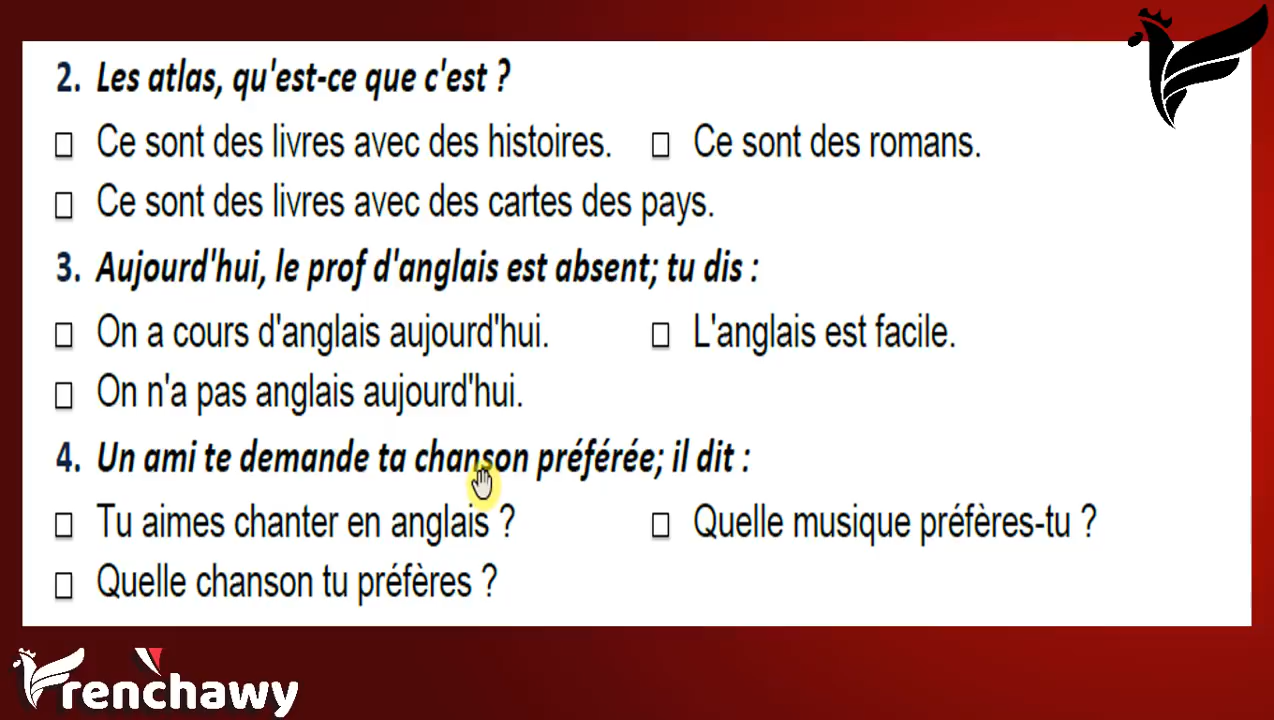 2. Les atlas, qu'est-ce que c'est ?
□ Ce sont des livres avec des histoires. □ Ce sont des romans.
□ Ce sont des livres avec des cartes des pays.
3. Aujourd'hui, le prof d'anglais est absent; tu dis :
□ On a cours d'anglais aujourd'hui. □ L'anglais est facile.
□ On n'a pas anglais aujourd'hui.
4. Un ami te demande ta chanson préférée; il dit :
□ Tu aimes chanter en anglais ? □ Quelle musique préfères-tu ?
□ Quelle chanson tu préfères ?
Frenchawy